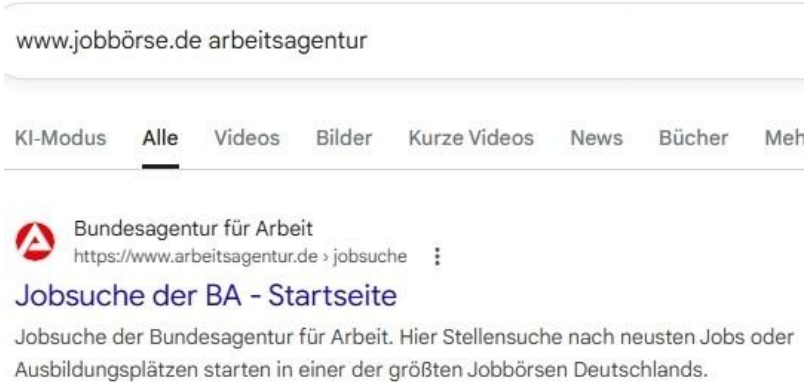 www.jobbörse.de arbeitsagentur
KI-Modus Alle Videos Bilder Kurze Videos News Bücher Meh
Bundesagentur für Arbeit
https://www.arbeitsagentur.de › jobsuche
Jobsuche der BA - Startseite
Jobsuche der Bundesagentur für Arbeit. Hier Stellensuche nach neusten Jobs oder
Ausbildungsplätzen starten in einer der größten Jobbörsen Deutschlands.